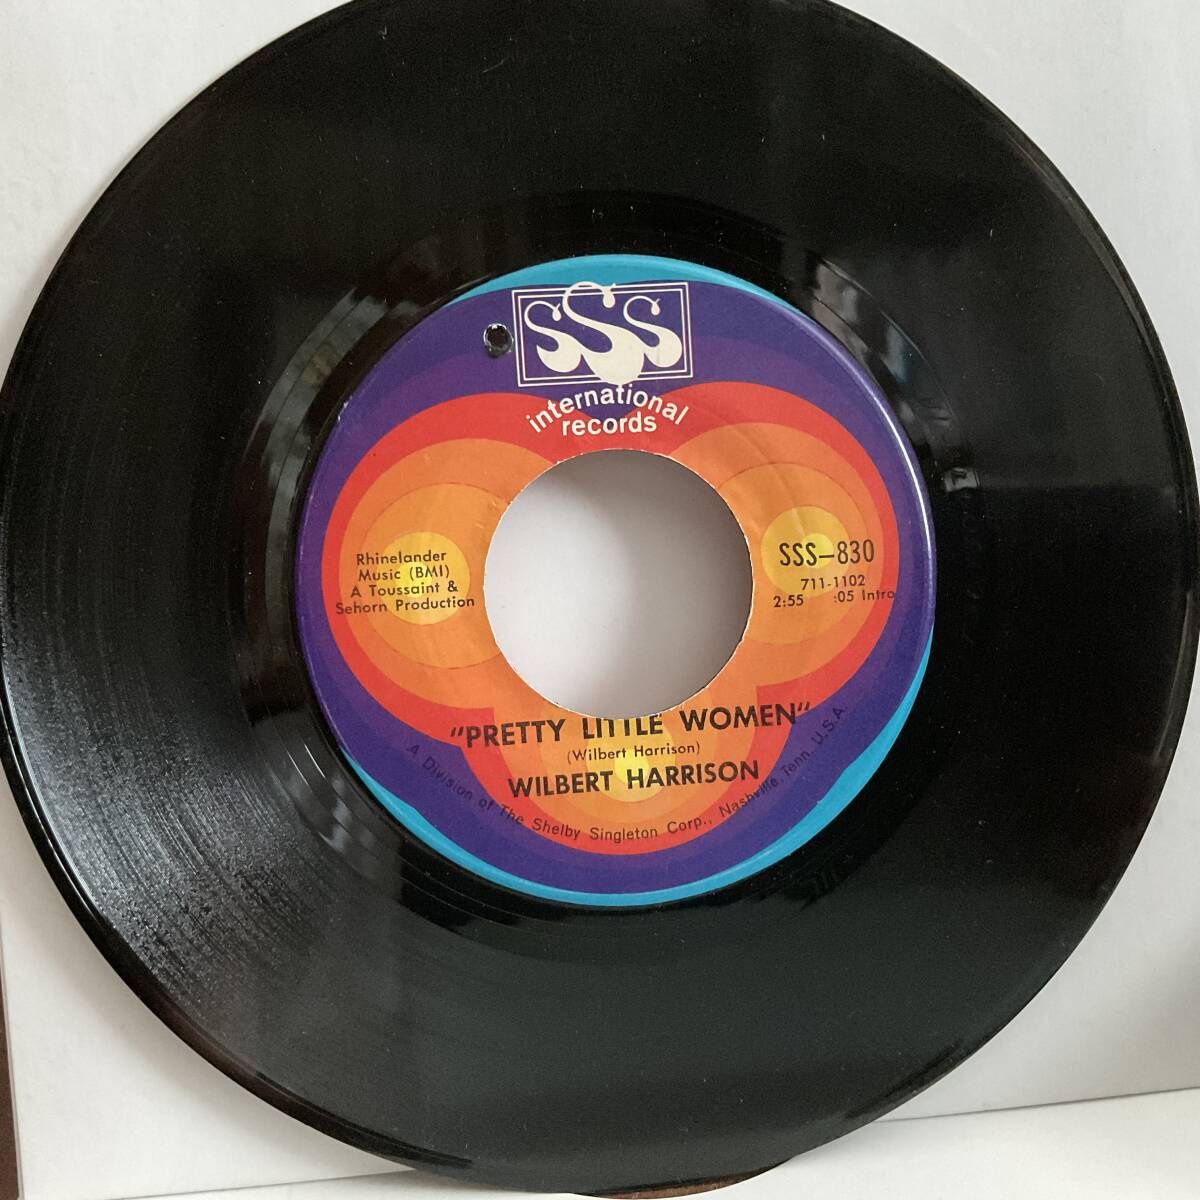 SSS
international
records
Rhinelander
Music (BMI)
A Toussaint &
Sehorn Production
SSS-830
711-1102
2:55 :05 Intro
"PRETTY LITTLE WOMEN"
(Wilbert Harrison)
WILBERT HARRISON
A Division of The Shelby Singleton Corp., Nashville, Tenn. U.S.A.